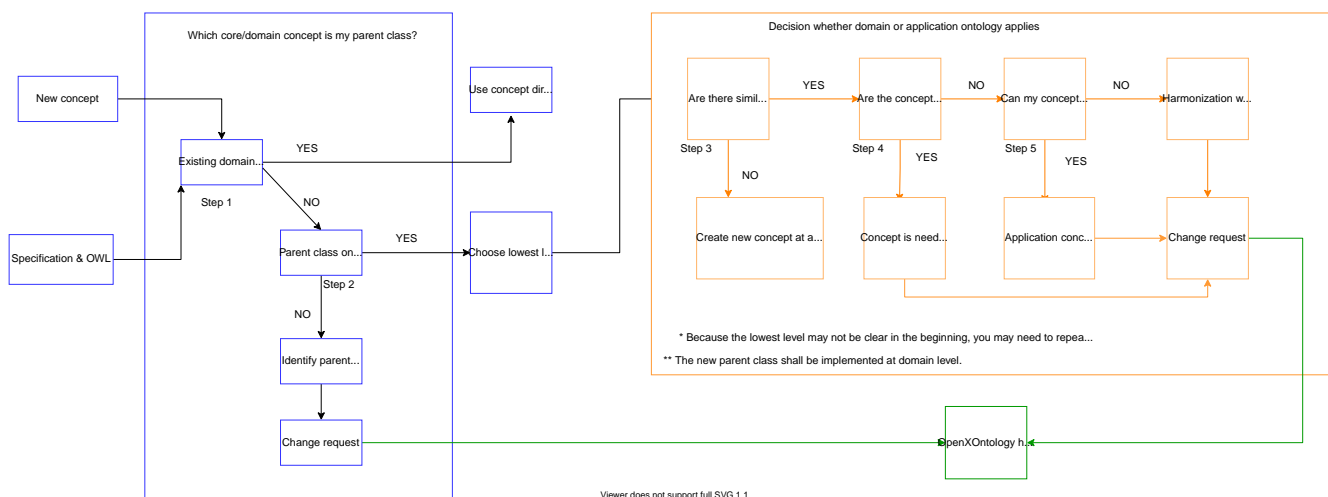 Which core/domain concept is my parent class?
Decision whether domain or application ontology applies
New concept
Use concept dir...
Are there simil...
YES
Are the concept...
NO
Can my concept...
NO
Harmonization w...
Existing domain...
YES
Step 1
Step 3
NO
Step 4
YES
Step 5
YES
NO
Specification & OWL
Parent class on...
YES
Step 2
Choose lowest l...
Create new concept at a...
Concept is need...
Application conc...
Change request
NO
Identify parent...
* Because the lowest level may not be clear in the beginning, you may need to repea...
** The new parent class shall be implemented at domain level.
Change request
OpenXOntology h...
Viewer does not support full SVG 1.1